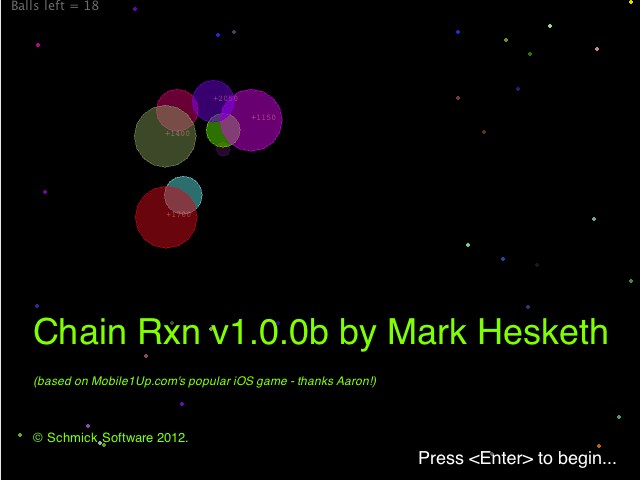 Balls left = 18
+2050
+1150
+1400
Chain Rxn v1.0.0b by Mark Hesketh
(based on Mobile1Up.com's popular iOS game - thanks Aaron!)
© Schmick Software 2012.
Press <Enter> to begin...